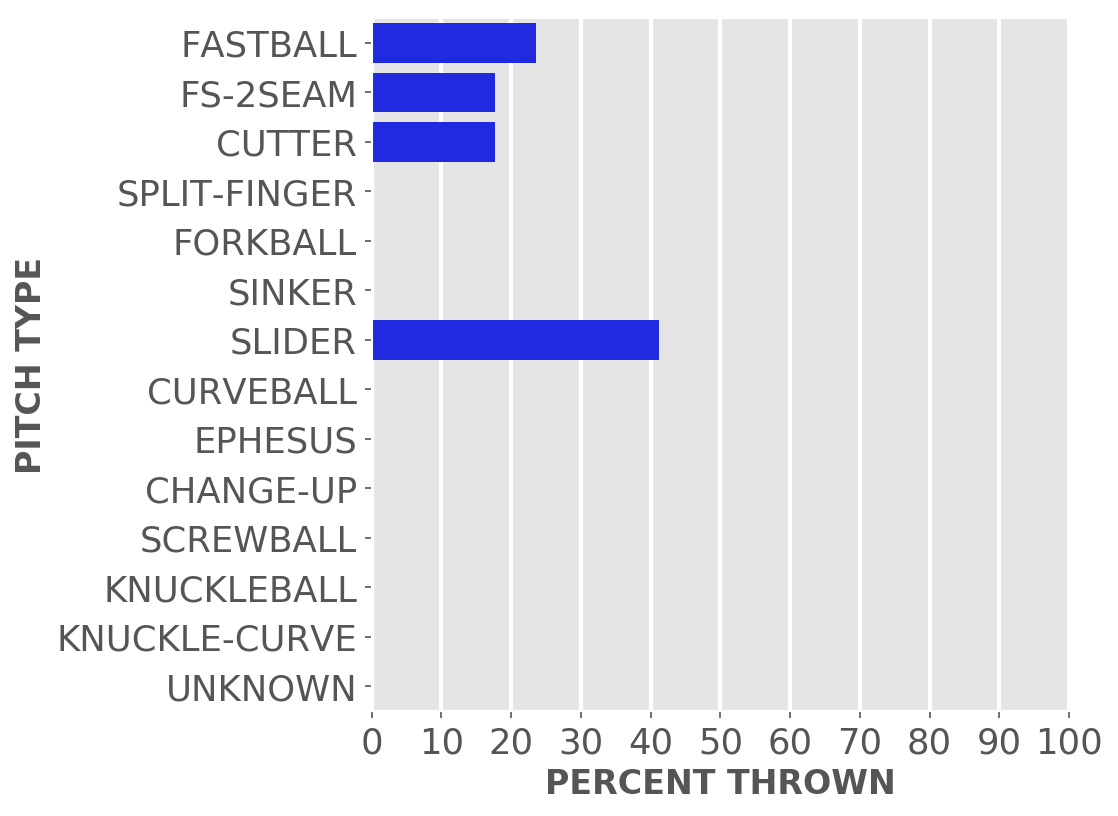 FASTBALL
FS-2SEAM
CUTTER
SPLIT-FINGER
FORKBALL
SINKER
SLIDER
CURVEBALL
EPHESUS
CHANGE-UP
SCREWBALL
KNUCKLEBALL
KNUCKLE-CURVE
UNKNOWN
PITCH TYPE
0 10 20 30 40 50 60 70 80 90 100
PERCENT THROWN